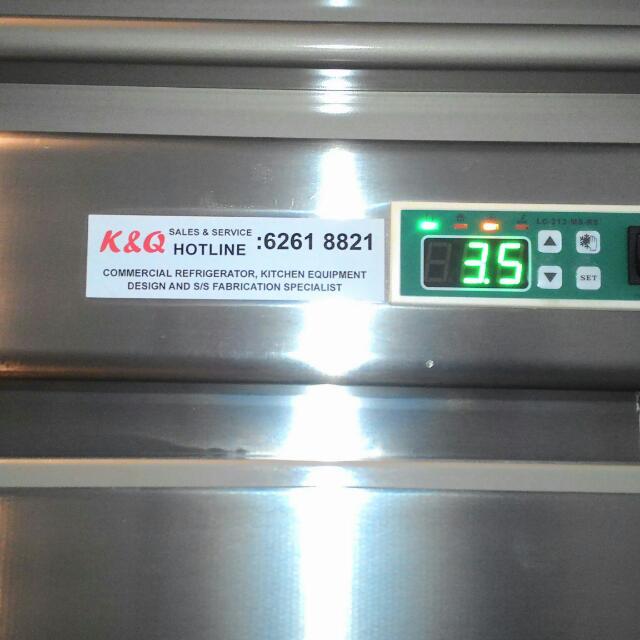 K&Q SALES & SERVICE HOTLINE :6261 8821
COMMERCIAL REFRIGERATOR, KITCHEN EQUIPMENT
DESIGN AND S/S FABRICATION SPECIALIST
3.5
SET